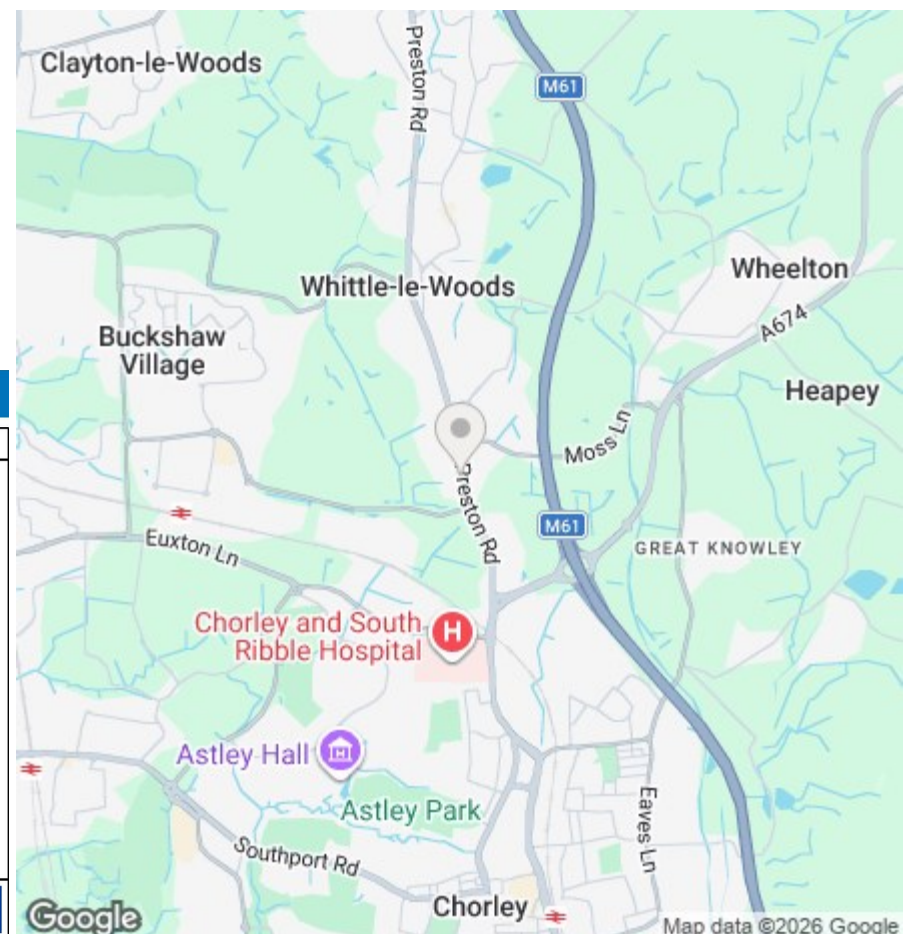 Clayton-le-Woods
Preston Rd
M61
Whittle-le-Woods
Wheelton
A674
Buckshaw
Village
Heapey
Moss Ln
Preston Rd
M61
Euxton Ln
GREAT KNOWLEY
Chorley and South
Ribble Hospital
H
Astley Hall
Astley Park
Eaves Ln
Southport Rd
Chorley
Google
Map data ©2026 Google